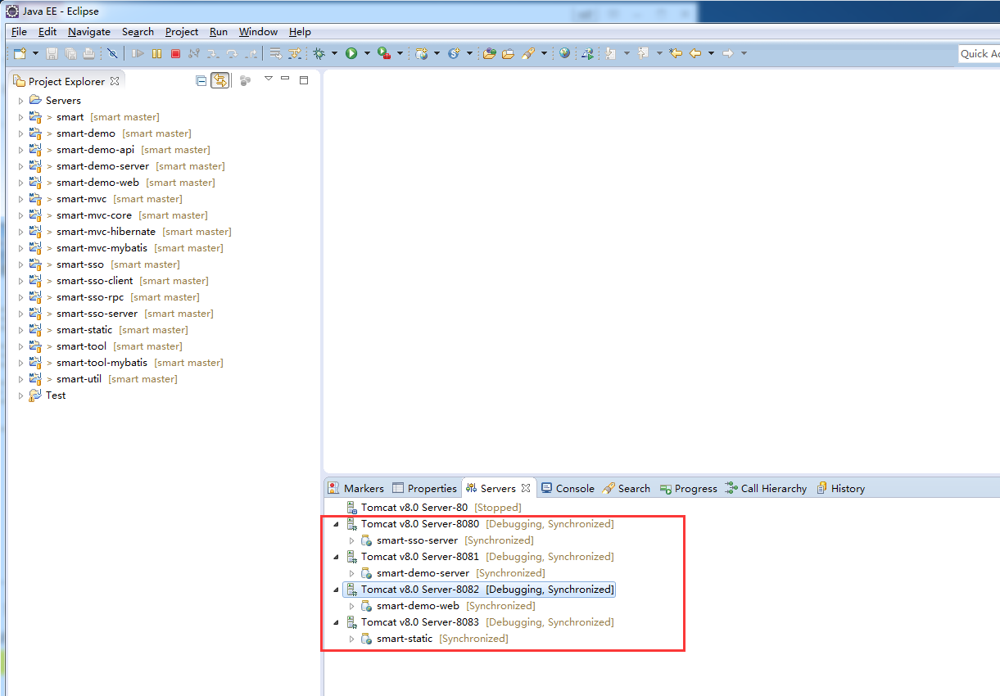 Java EE - Eclipse
File Edit Navigate Search Project Run Window Help
Quick Ac
Project Explorer
Servers
> smart [smart master]
> smart-demo [smart master]
> smart-demo-api [smart master]
> smart-demo-server [smart master]
> smart-demo-web [smart master]
> smart-mvc [smart master]
> smart-mvc-core [smart master]
> smart-mvc-hibernate [smart master]
> smart-mvc-mybatis [smart master]
> smart-sso [smart master]
> smart-sso-client [smart master]
> smart-sso-rpc [smart master]
> smart-sso-server [smart master]
> smart-static [smart master]
> smart-tool [smart master]
> smart-tool-mybatis [smart master]
> smart-util [smart master]
Test
Markers Properties Servers Console Search Progress Call Hierarchy History
Tomcat v8.0 Server-80 [Stopped]
Tomcat v8.0 Server-8080 [Debugging, Synchronized]
smart-sso-server [Synchronized]
Tomcat v8.0 Server-8081 [Debugging, Synchronized]
smart-demo-server [Synchronized]
Tomcat v8.0 Server-8082 [Debugging, Synchronized]
smart-demo-web [Synchronized]
Tomcat v8.0 Server-8083 [Debugging, Synchronized]
smart-static [Synchronized]